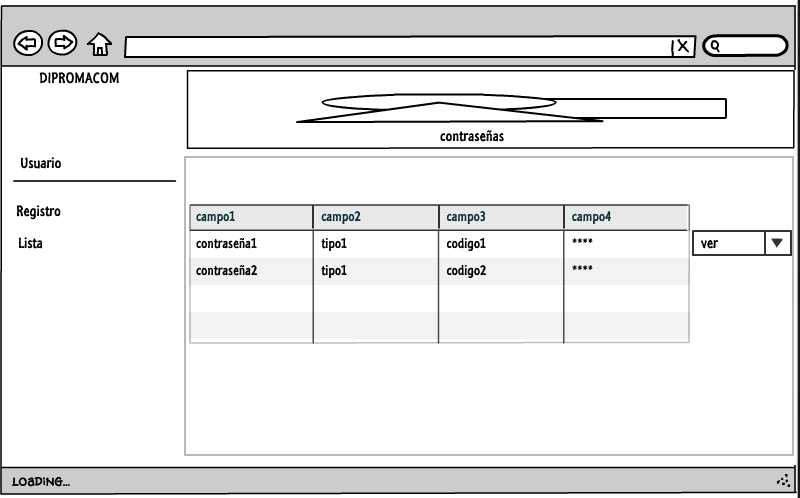 DIPROMACOM
contraseñas
Usuario
Registro
Lista
campo1 campo2 campo3 campo4
contraseña1 tipo1 codigo1 **** ver
contraseña2 tipo1 codigo2 ****
LOADING...